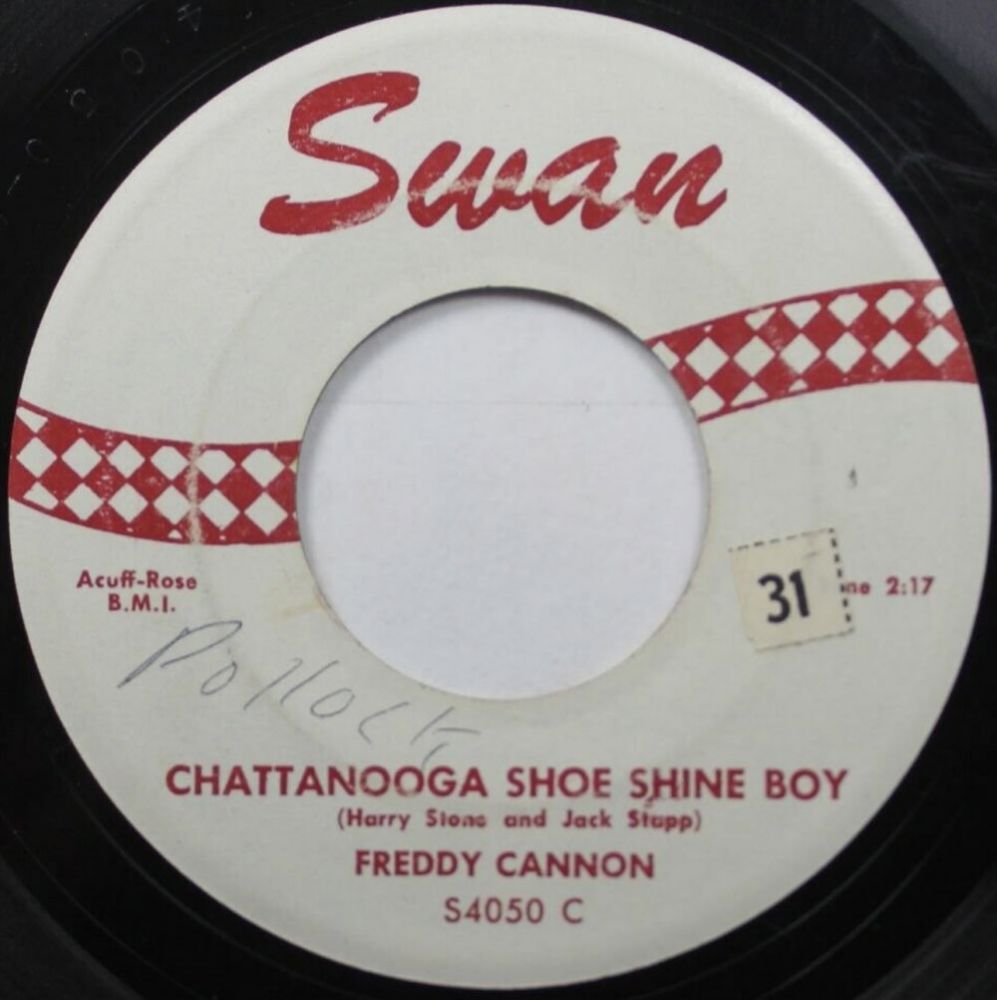 Swan
Acuff-Rose
B.M.I.
31
2:17
Pollock
CHATTANOOGA SHOE SHINE BOY
(Harry Stone and Jack Stapp)
FREDDY CANNON
S4050 C